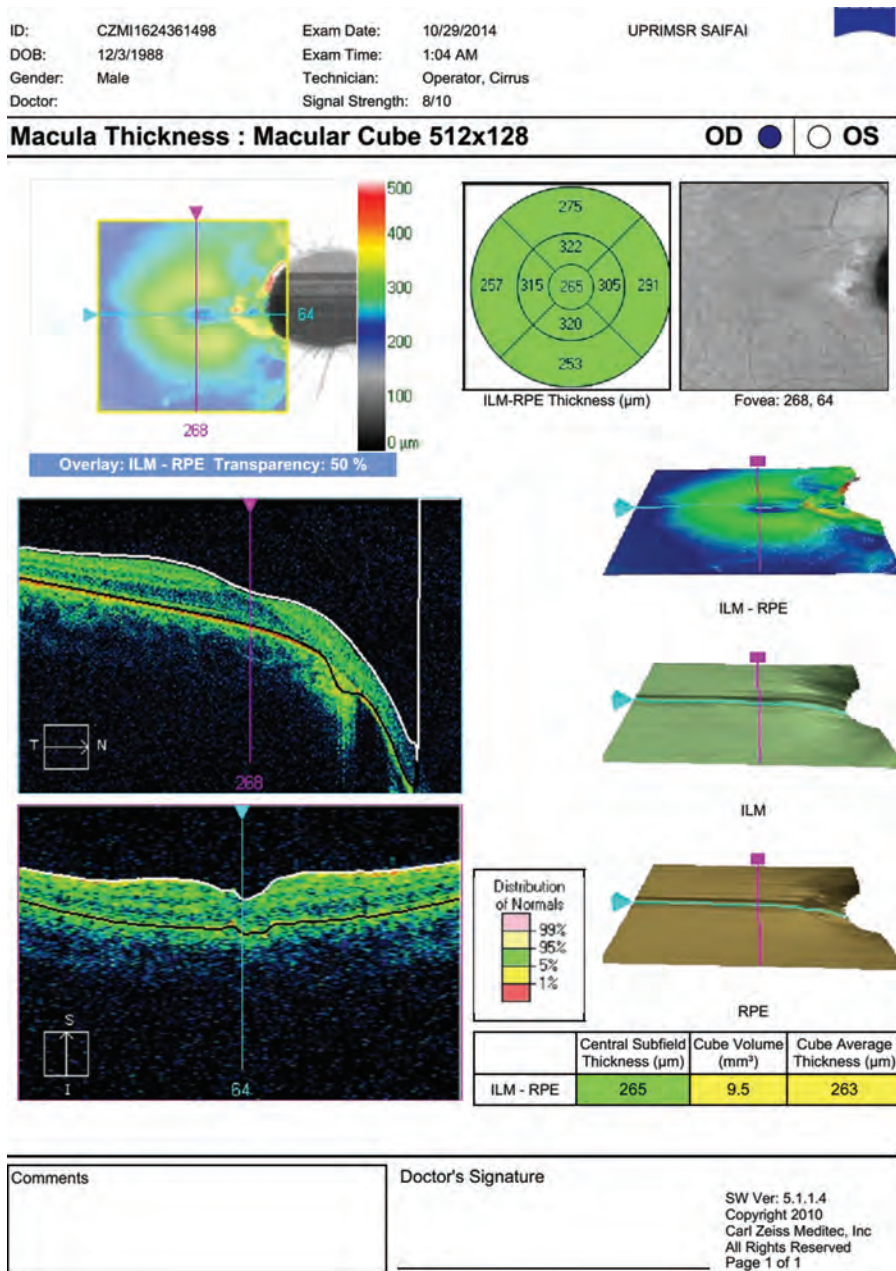 ID: CZMI1624361498 Exam Date: 10/29/2014 UPRIMSR SAIFAI
DOB: 12/3/1988 Exam Time: 1:04 AM
Gender: Male Technician: Operator, Cirrus
Doctor: Signal Strength: 8/10
Macula Thickness : Macular Cube 512x128 OD OS
500
400
300
200
100
0 µm
64
268
Overlay: ILM - RPE Transparency: 50 %
275
322
257 315 265 305 291
320
253
ILM-RPE Thickness (µm)
Fovea: 268, 64
T N
268
S
I
64
ILM - RPE
ILM
RPE
Distribution
of Normals
99%
95%
5%
1%
Central Subfield Thickness (µm) Cube Volume (mm³) Cube Average Thickness (µm)
ILM - RPE 265 9.5 263
Comments
Doctor's Signature
SW Ver: 5.1.1.4
Copyright 2010
Carl Zeiss Meditec, Inc
All Rights Reserved
Page 1 of 1